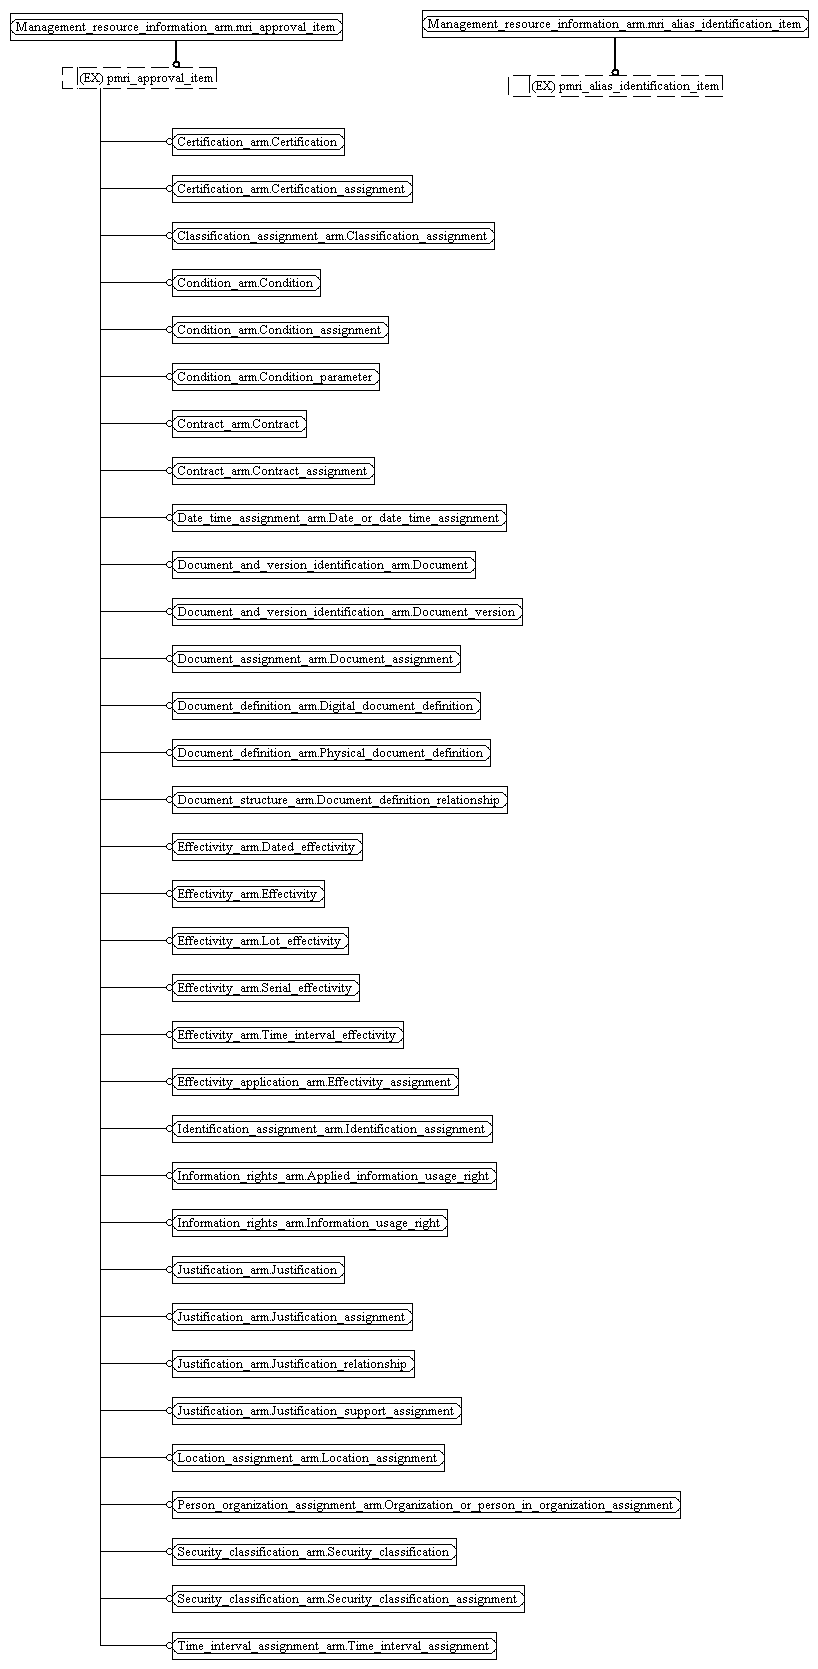 Management_resource_information_arm.mri_approval_item
Management_resource_information_arm.mri_alias_identification_item
(EX) pmri_approval_item
(EX) pmri_alias_identification_item
Certification_arm.Certification
Certification_arm.Certification_assignment
Classification_assignment_arm.Classification_assignment
Condition_arm.Condition
Condition_arm.Condition_assignment
Condition_arm.Condition_parameter
Contract_arm.Contract
Contract_arm.Contract_assignment
Date_time_assignment_arm.Date_or_date_time_assignment
Document_and_version_identification_arm.Document
Document_and_version_identification_arm.Document_version
Document_assignment_arm.Document_assignment
Document_definition_arm.Digital_document_definition
Document_definition_arm.Physical_document_definition
Document_structure_arm.Document_definition_relationship
Effectivity_arm.Dated_effectivity
Effectivity_arm.Effectivity
Effectivity_arm.Lot_effectivity
Effectivity_arm.Serial_effectivity
Effectivity_arm.Time_interval_effectivity
Effectivity_application_arm.Effectivity_assignment
Identification_assignment_arm.Identification_assignment
Information_rights_arm.Applied_information_usage_right
Information_rights_arm.Information_usage_right
Justification_arm.Justification
Justification_arm.Justification_assignment
Justification_arm.Justification_relationship
Justification_arm.Justification_support_assignment
Location_assignment_arm.Location_assignment
Person_organization_assignment_arm.Organization_or_person_in_organization_assignment
Security_classification_arm.Security_classification
Security_classification_arm.Security_classification_assignment
Time_interval_assignment_arm.Time_interval_assignment